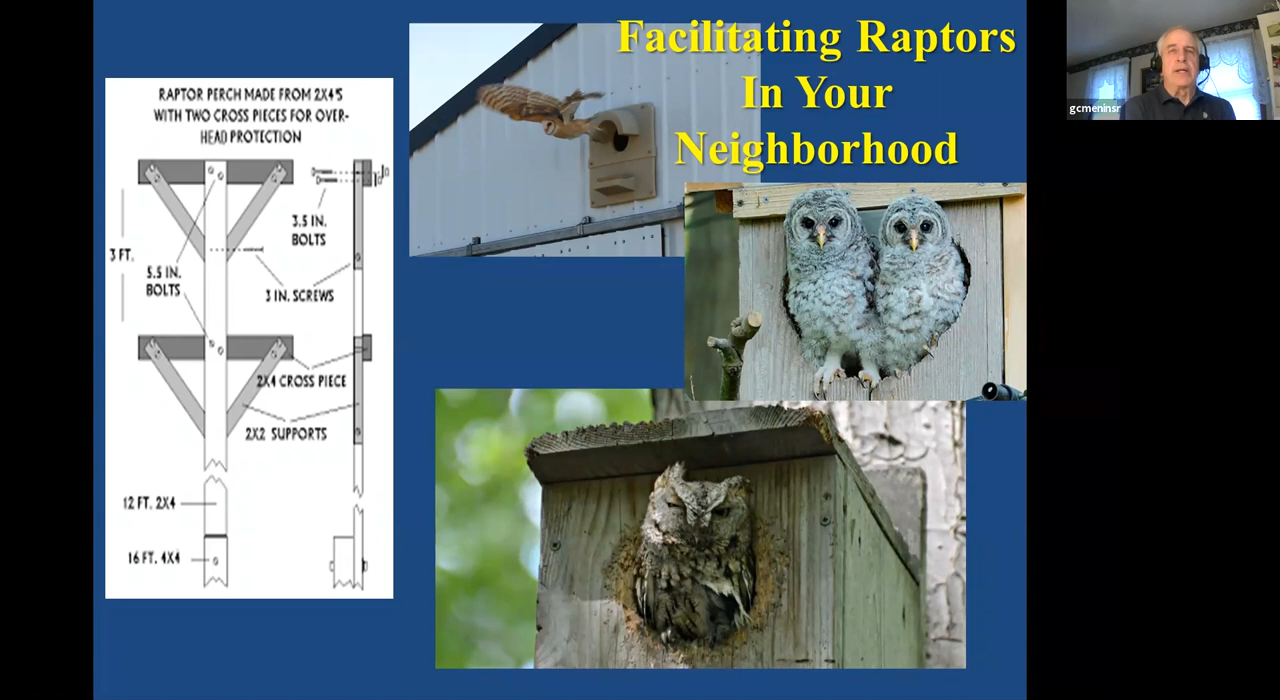 Facilitating Raptors
In Your
Neighborhood
RAPTOR PERCH MADE FROM 2X4'S
WITH TWO CROSS PIECES FOR OVER-
HEAD PROTECTION
3.5 IN.
BOLTS
3 FT.
5.5 IN.
BOLTS
3 IN. SCREWS
2X4 CROSS PIECE
2X2 SUPPORTS
12 FT. 2X4
16 FT. 4X4
gcmeninsr